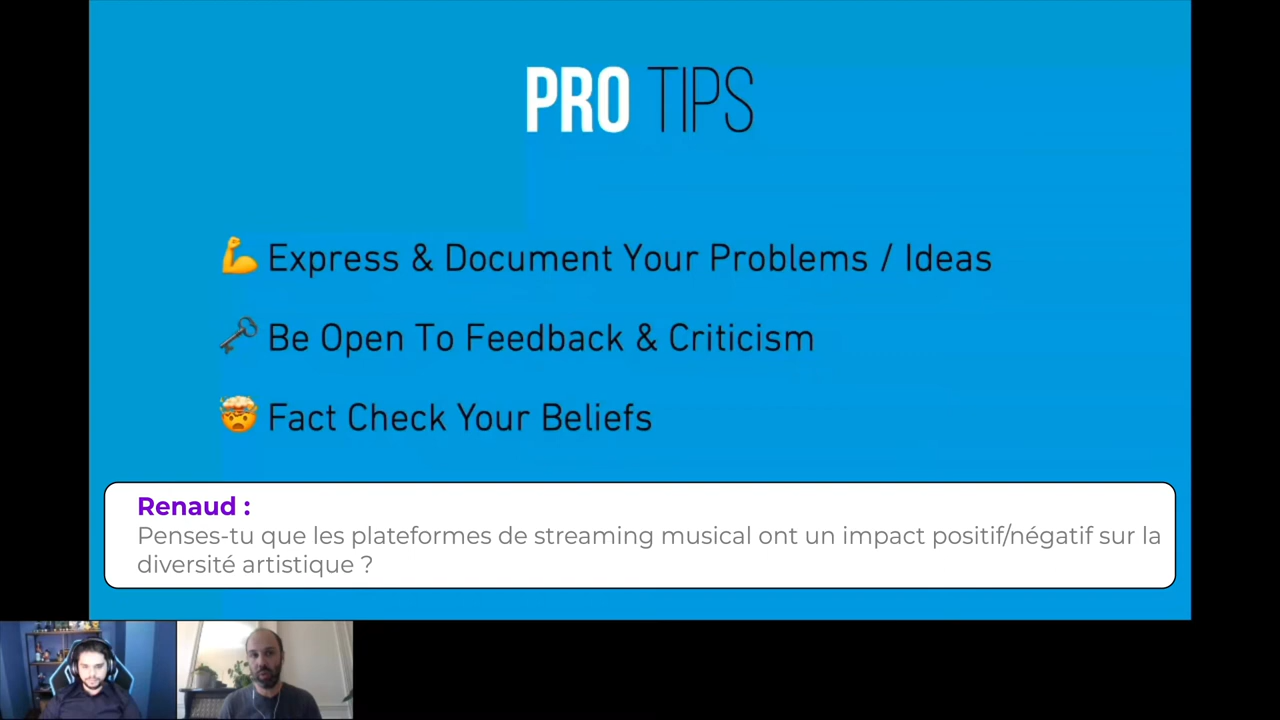 PRO TIPS
💪 Express & Document Your Problems / Ideas
🗝 Be Open To Feedback & Criticism
🤯 Fact Check Your Beliefs
Renaud :
Penses-tu que les plateformes de streaming musical ont un impact positif/négatif sur la
diversité artistique ?